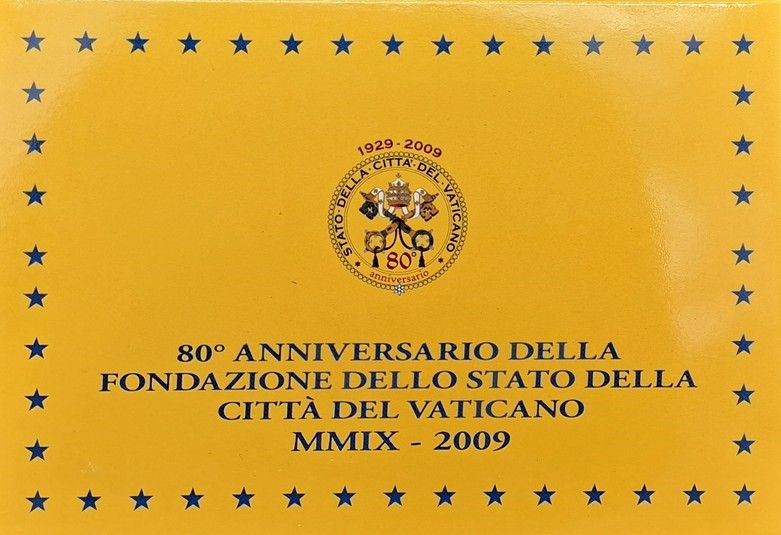 1929 - 2009
STATO · DELLA · CITTA' · DEL · VATICANO
80°
anniversario
80° ANNIVERSARIO DELLA
FONDAZIONE DELLO STATO DELLA
CITTÀ DEL VATICANO
MMIX - 2009